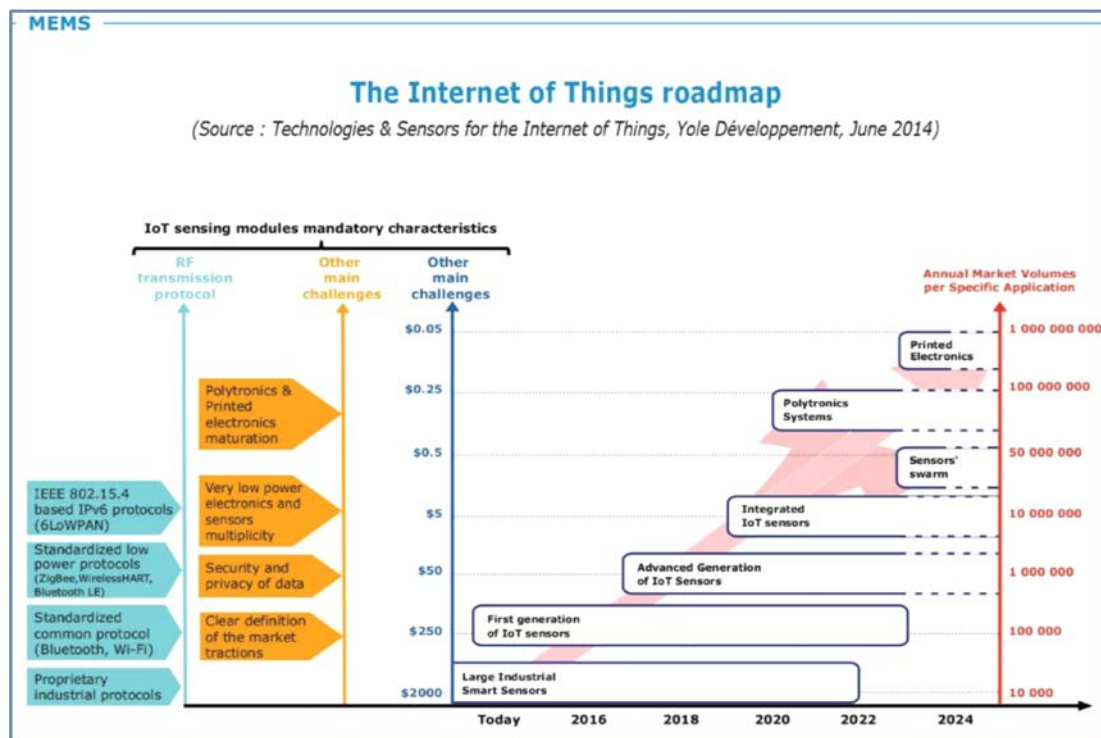 MEMS
The Internet of Things roadmap
(Source : Technologies & Sensors for the Internet of Things, Yole Développement, June 2014)
IoT sensing modules mandatory characteristics
RF
transmission
protocol
Other
main
challenges
Other
main
challenges
Annual Market Volumes
per Specific Application
IEEE 802.15.4
based IPv6 protocols
(6LoWPAN)
Standardized low
power protocols
(ZigBee,WirelessHART,
Bluetooth LE)
Standardized
common protocol
(Bluetooth, Wi-Fi)
Proprietary
industrial protocols
Polytronics &
Printed
electronics
maturation
Very low power
electronics and
sensors
multiplicity
Security and
privacy of data
Clear definition
of the market
tractions
$0.05
$0.25
$0.5
$5
$50
$250
$2000
Printed
Electronics
Polytronics
Systems
Sensors'
swarm
Integrated
IoT sensors
Advanced Generation
of IoT Sensors
First generation
of IoT sensors
Large Industrial
Smart Sensors
1 000 000 000
100 000 000
50 000 000
10 000 000
1 000 000
100 000
10 000
Today 2016 2018 2020 2022 2024